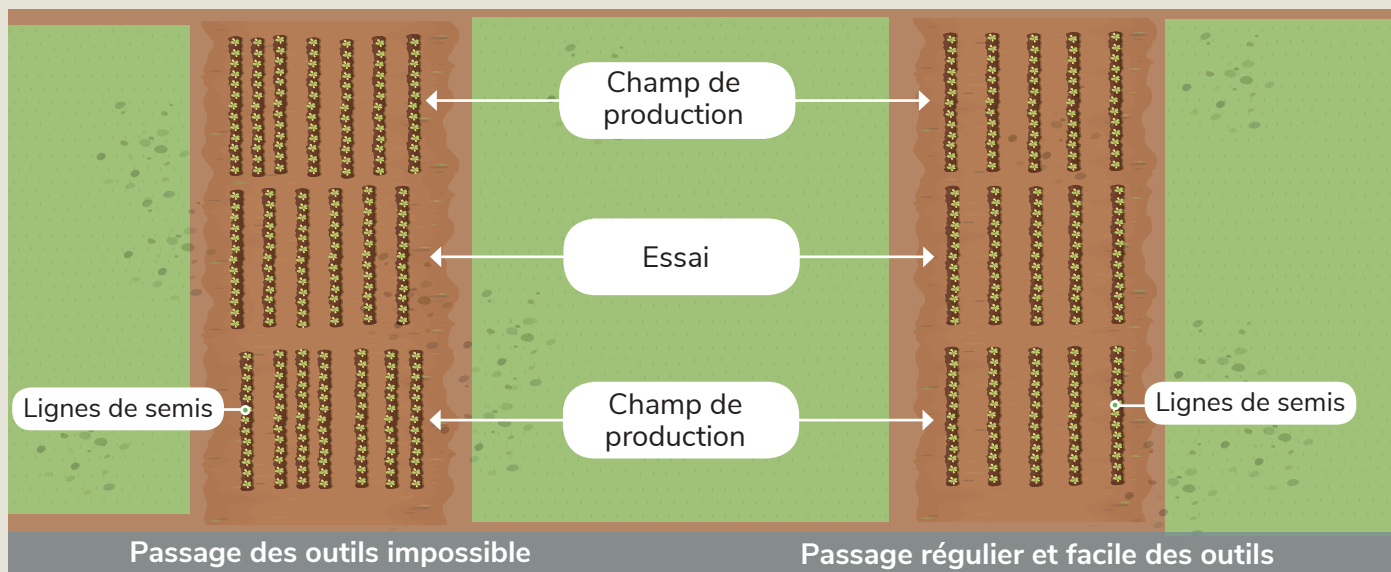 Champ de
production
Essai
Champ de
production
Lignes de semis
Lignes de semis
Passage des outils impossible
Passage régulier et facile des outils